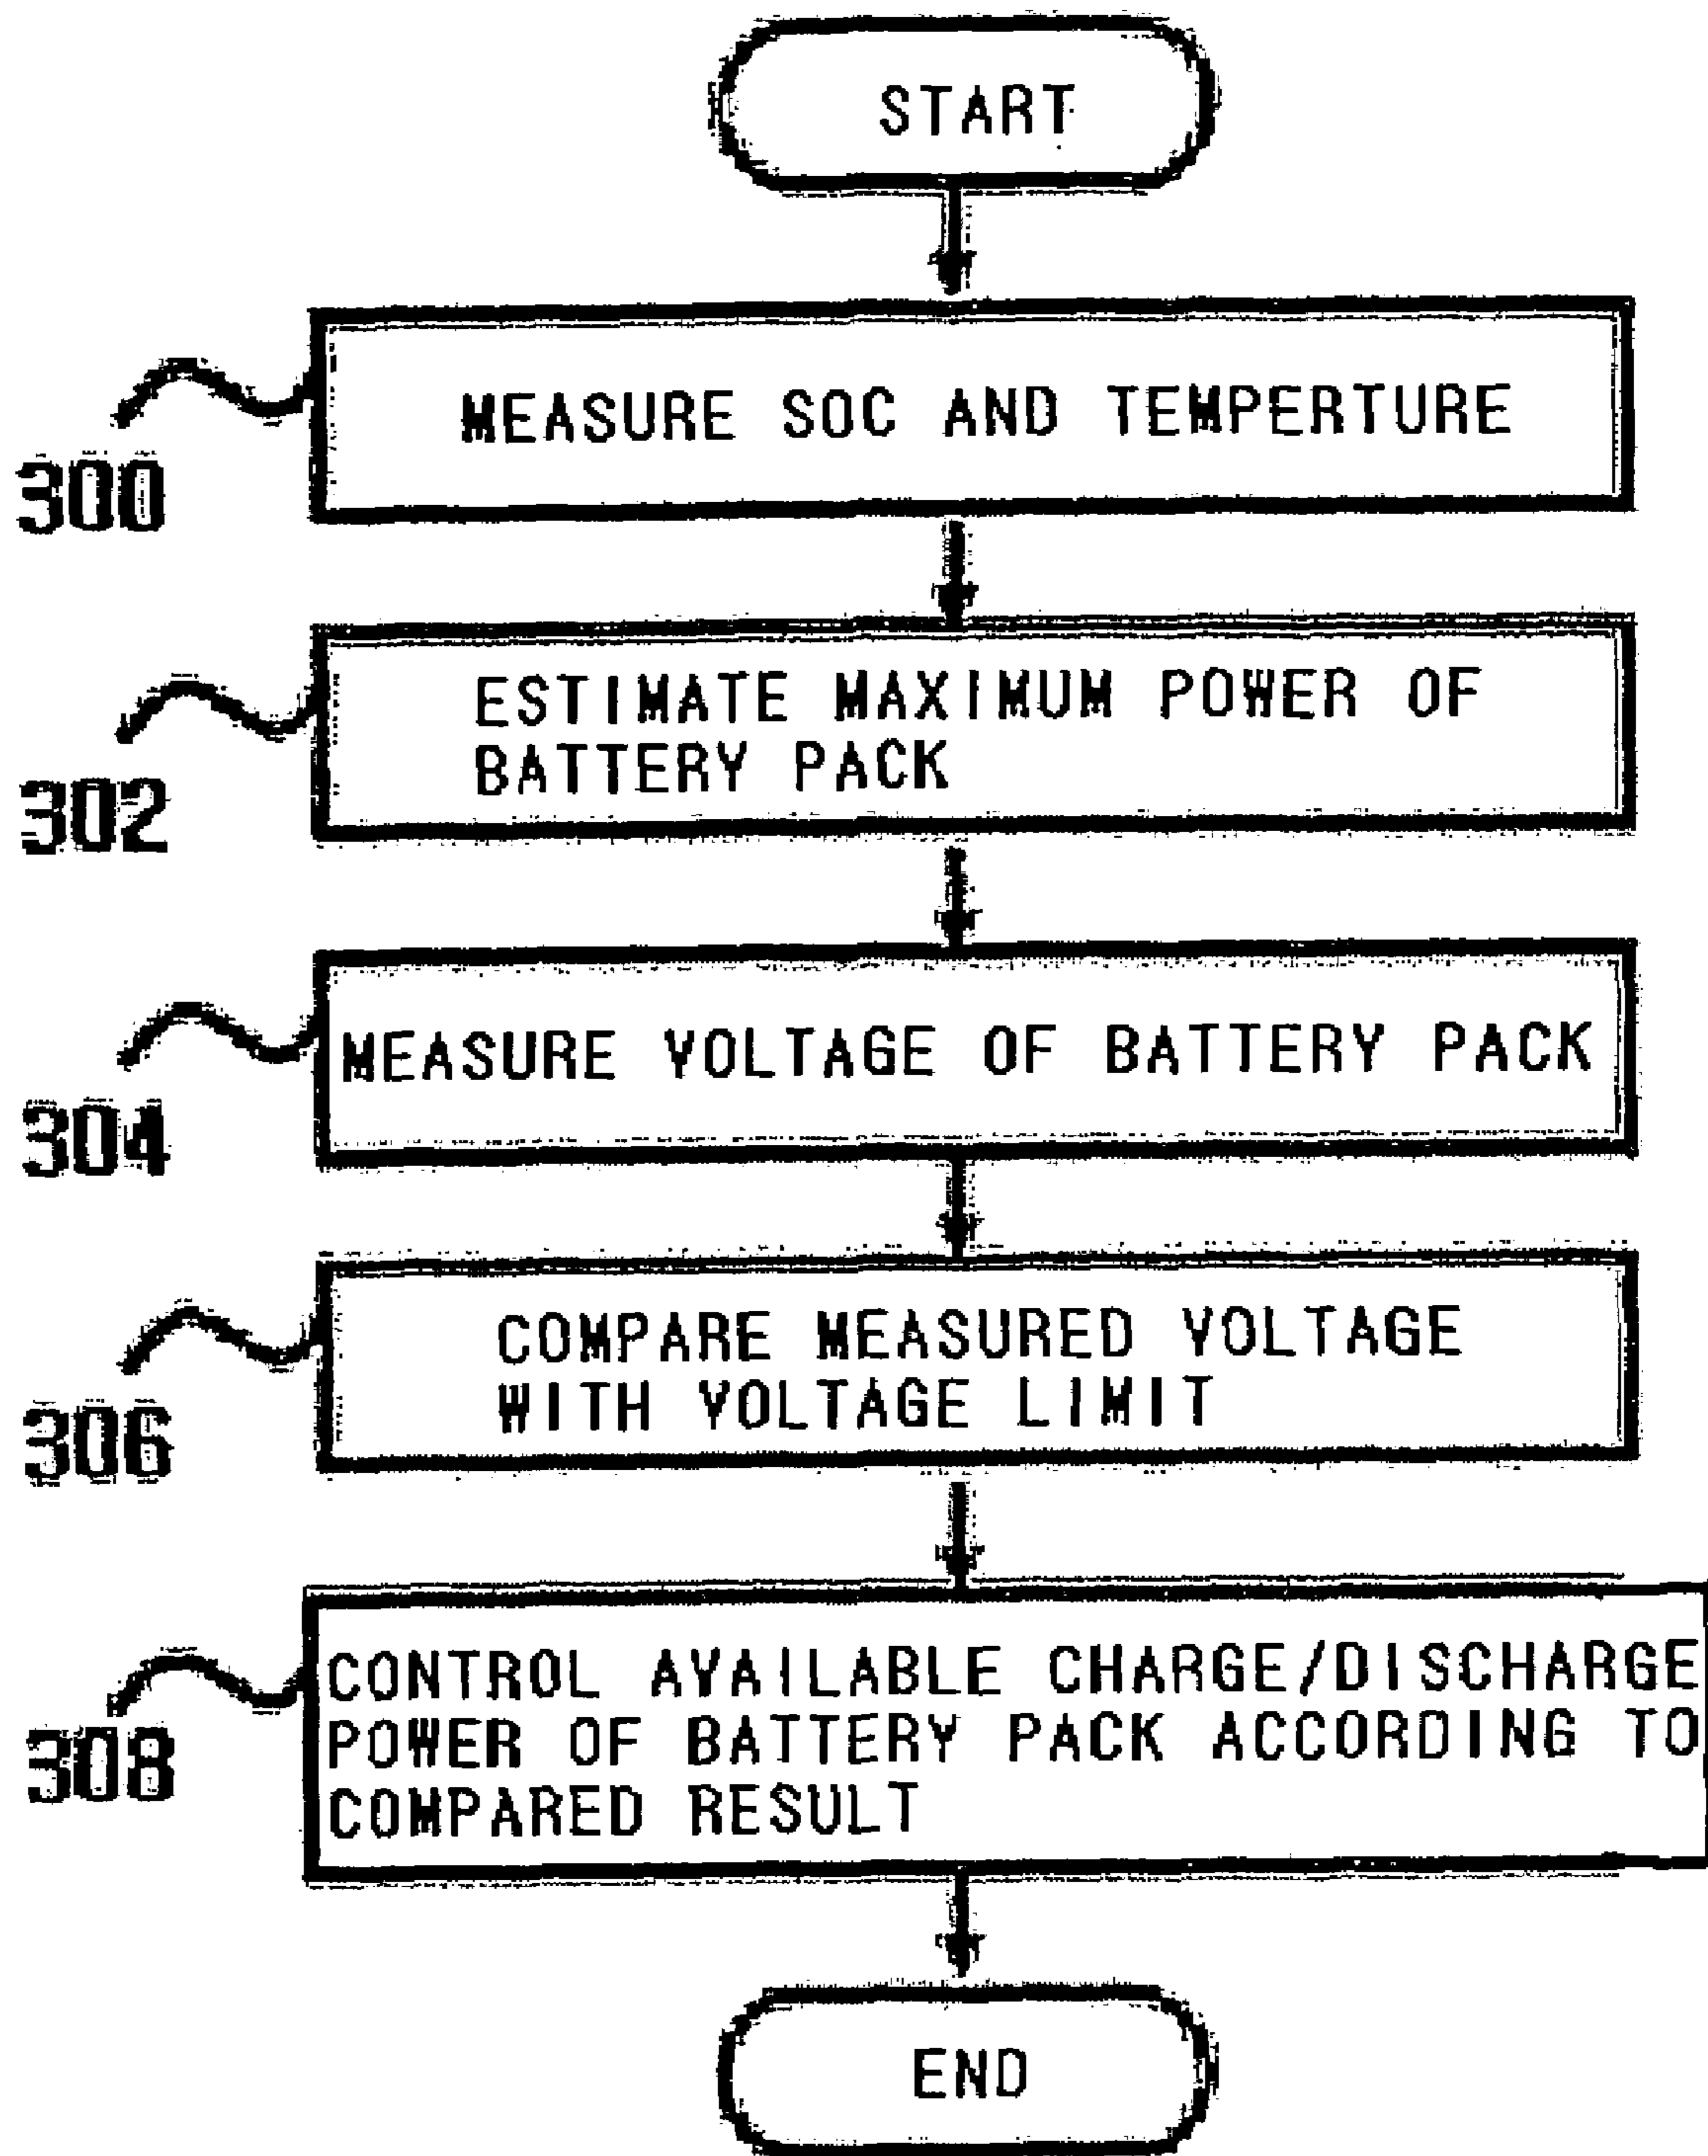 START
MEASURE SOC AND TEMPERTURE
300
ESTIMATE MAXIMUM POWER OF
BATTERY PACK
302
MEASURE VOLTAGE OF BATTERY PACK
304
COMPARE MEASURED VOLTAGE
WITH VOLTAGE LIMIT
306
CONTROL AVAILABLE CHARGE/DISCHARGE
POWER OF BATTERY PACK ACCORDING TO
COMPARED RESULT
308
END